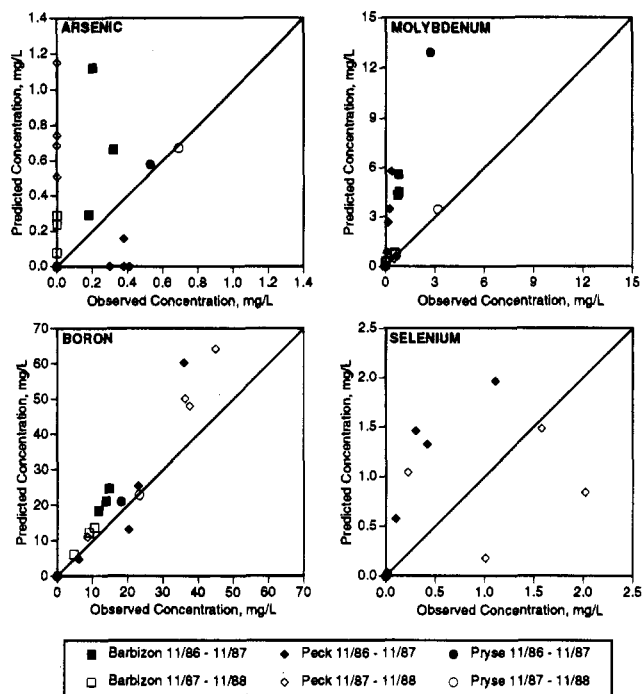 ARSENIC
Predicted Concentration, mg/L
1.4
1.2
1.0
0.8
0.6
0.4
0.2
0.0
0.0 0.2 0.4 0.6 0.8 1.0 1.2 1.4
Observed Concentration, mg/L
MOLYBDENUM
Predicted Concentration, mg/L
15
12
9
6
3
0
0 3 6 9 12 15
Observed Concentration, mg/L
BORON
Predicted Concentration, mg/L
70
60
50
40
30
20
10
0
0 10 20 30 40 50 60 70
Observed Concentration, mg/L
SELENIUM
Predicted Concentration, mg/L
2.5
2.0
1.5
1.0
0.5
0.0
0.0 0.5 1.0 1.5 2.0 2.5
Observed Concentration, mg/L
Barbizon 11/86 - 11/87 Peck 11/86 - 11/87 Pryse 11/86 - 11/87
Barbizon 11/87 - 11/88 Peck 11/87 - 11/88 Pryse 11/87 - 11/88